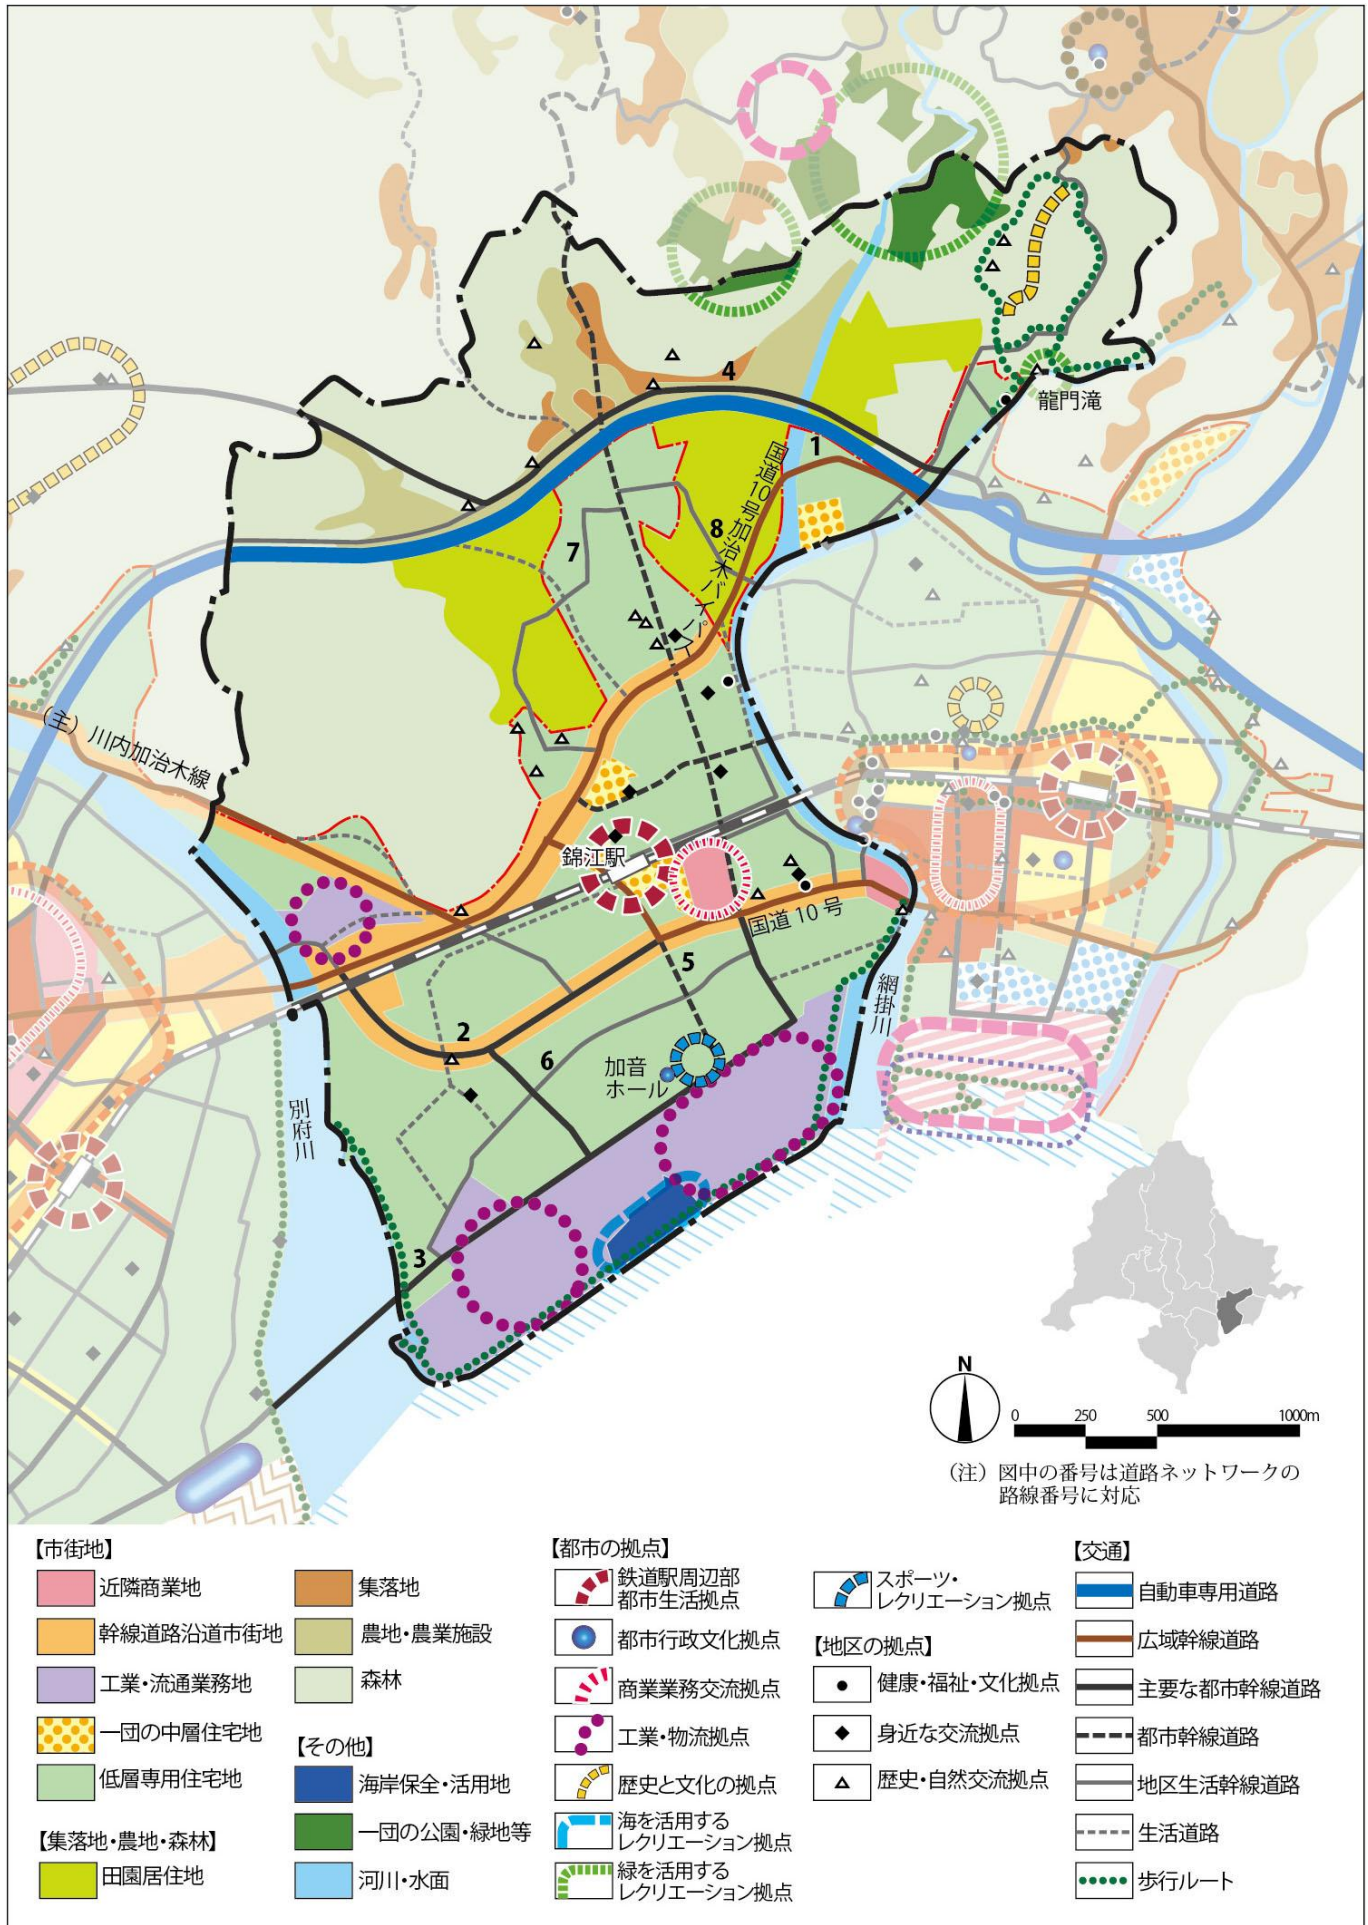 龍門滝
4
1
国道10号加治木バイパス
7
8
(主)川内加治木線
錦江駅
国道10号
5
網掛川
2
6
加音
ホール
別府川
3
N
0 250 500 1000m
(注)図中の番号は道路ネットワークの
路線番号に対応
【市街地】
近隣商業地
幹線道路沿道市街地
工業・流通業務地
一団の中層住宅地
低層専用住宅地
【集落地・農地・森林】
田園居住地
集落地
農地・農業施設
森林
【その他】
海岸保全・活用地
一団の公園・緑地等
河川・水面
【都市の拠点】
鉄道駅周辺部
都市生活拠点
都市行政文化拠点
商業業務交流拠点
工業・物流拠点
歴史と文化の拠点
海を活用する
レクリエーション拠点
緑を活用する
レクリエーション拠点
スポーツ・
レクリエーション拠点
【地区の拠点】
健康・福祉・文化拠点
身近な交流拠点
歴史・自然交流拠点
【交通】
自動車専用道路
広域幹線道路
主要な都市幹線道路
都市幹線道路
地区生活幹線道路
生活道路
歩行ルート